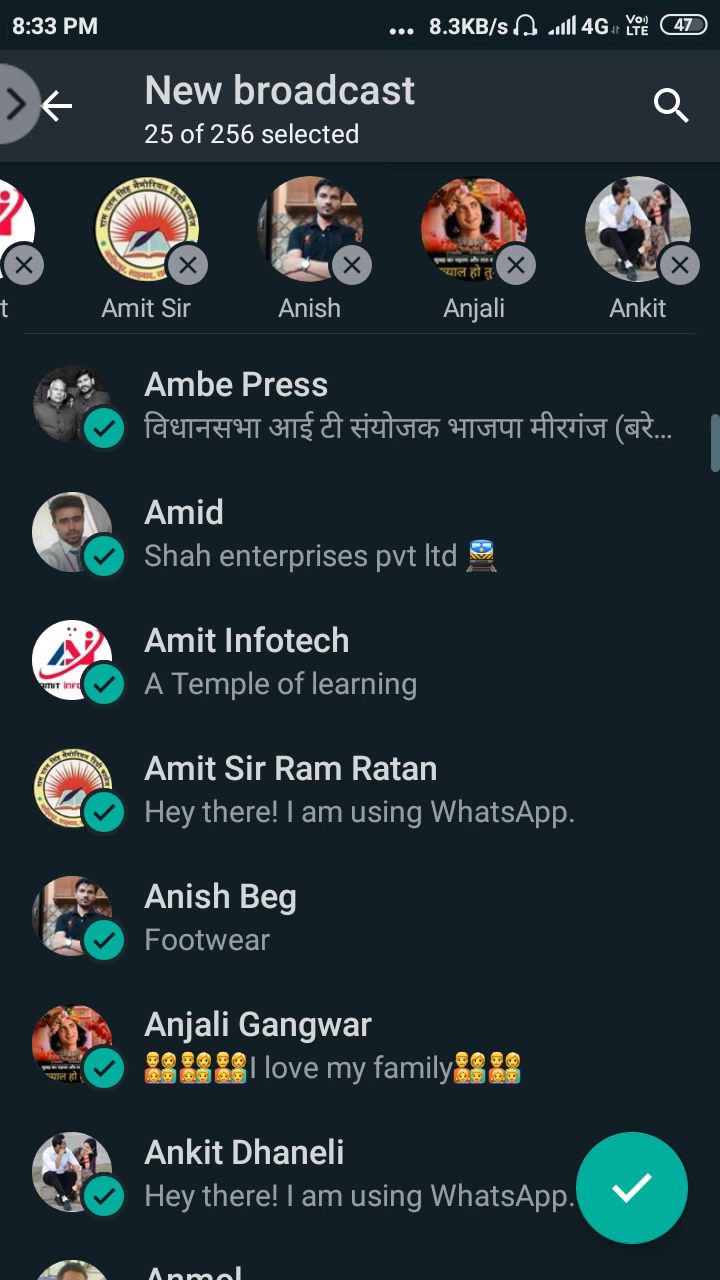 8:33 PM
... 8.3KB/s 4G Vo)) LTE 47
New broadcast
25 of 256 selected
t
Amit Sir
Anish
Anjali
Ankit
Ambe Press
विधानसभा आई टी संयोजक भाजपा मीरगंज (बरे...
Amid
Shah enterprises pvt ltd 🚂
Amit Infotech
A Temple of learning
Amit Sir Ram Ratan
Hey there! I am using WhatsApp.
Anish Beg
Footwear
Anjali Gangwar
👨‍👩‍👧‍👦👨‍👩‍👧‍👦👨‍👩‍👧‍👦I love my family👨‍👩‍👧‍👦👨‍👩‍👧‍👦
Ankit Dhaneli
Hey there! I am using WhatsApp.
Anmol